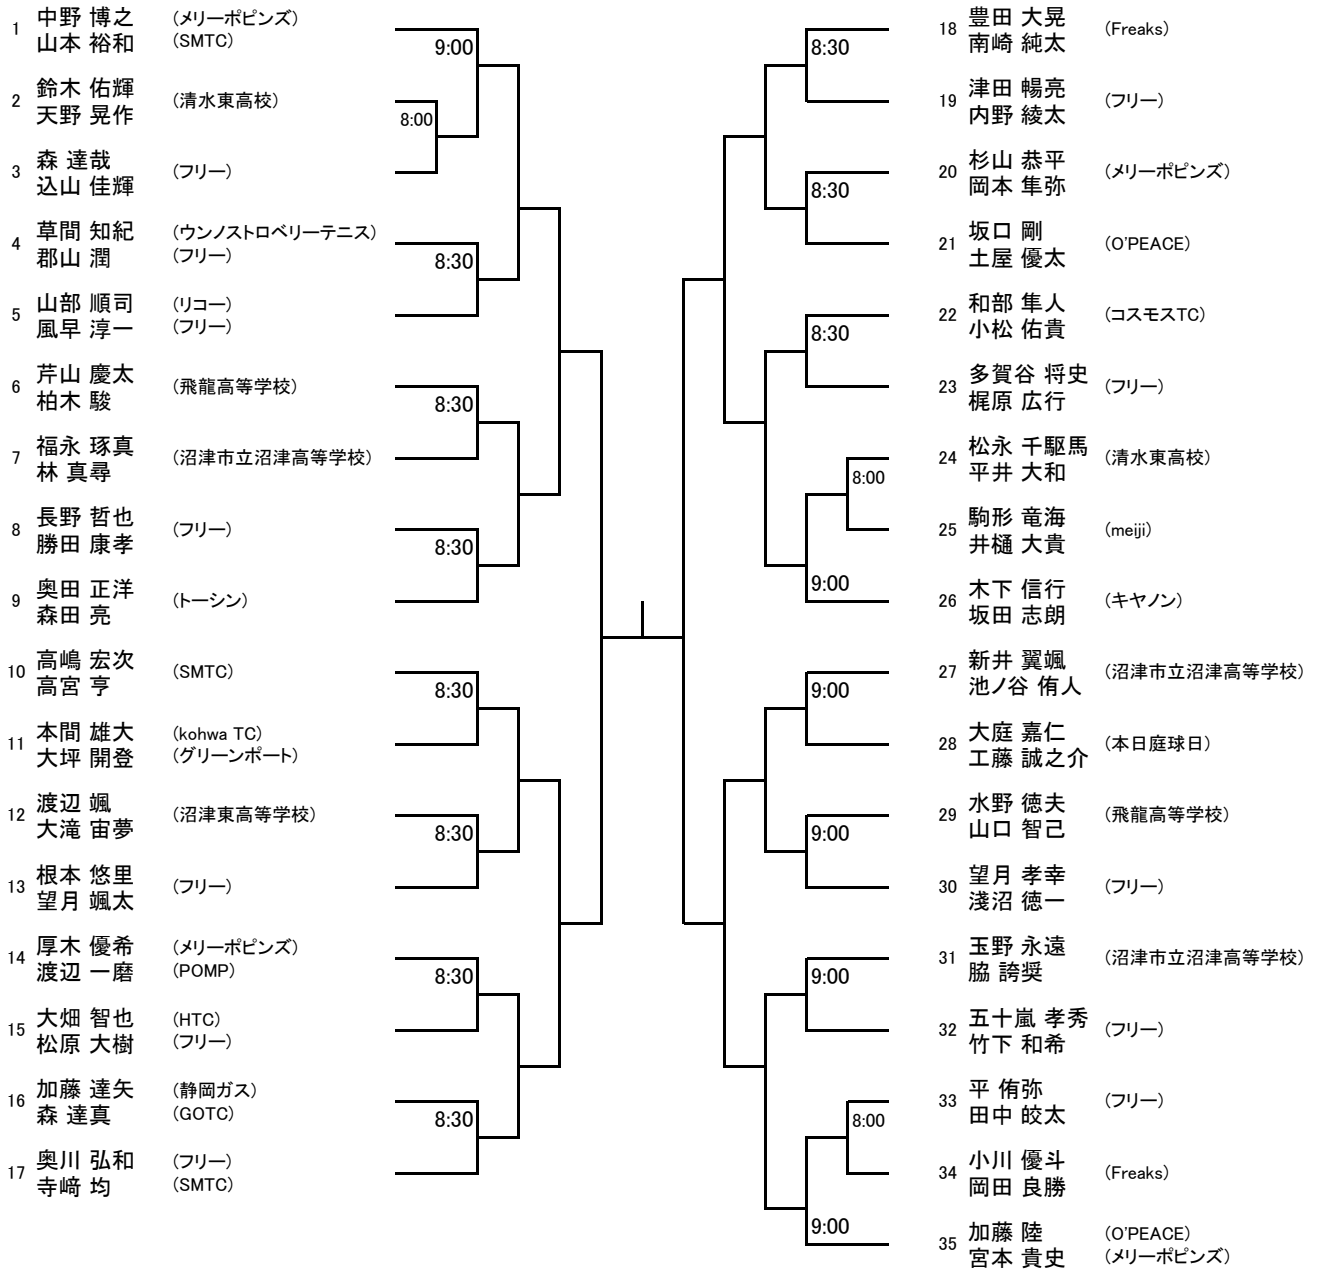 1 中野 博之 (メリーポピンズ)
山本 裕和 (SMTC)
9:00
2 鈴木 佑輝 (清水東高校)
天野 晃作
8:00
3 森 達哉 (フリー)
込山 佳輝
4 草間 知紀 (ウンノストロベリーテニス)
郡山 潤 (フリー)
8:30
5 山部 順司 (リコー)
風早 淳一 (フリー)
6 芹山 慶太 (飛龍高等学校)
柏木 駿
8:30
7 福永 琢真 (沼津市立沼津高等学校)
林 真尋
8 長野 哲也 (フリー)
勝田 康孝
8:30
9 奥田 正洋 (トーシン)
森田 亮
10 高嶋 宏次 (SMTC)
高宮 亨
8:30
11 本間 雄大 (kohwa TC)
大坪 開登 (グリーンポート)
12 渡辺 颯 (沼津東高等学校)
大滝 宙夢
8:30
13 根本 悠里 (フリー)
望月 颯太
14 厚木 優希 (メリーポピンズ)
渡辺 一磨 (POMP)
8:30
15 大畑 智也 (HTC)
松原 大樹 (フリー)
16 加藤 達矢 (静岡ガス)
森 達真 (GOTC)
8:30
17 奥川 弘和 (フリー)
寺﨑 均 (SMTC)
18 豊田 大晃 (Freaks)
南崎 純太
8:30
19 津田 暢亮 (フリー)
内野 綾太
20 杉山 恭平 (メリーポピンズ)
岡本 隼弥
8:30
21 坂口 剛 (O'PEACE)
土屋 優太
22 和部 隼人 (コスモスTC)
小松 佑貴
8:30
23 多賀谷 将史 (フリー)
梶原 広行
24 松永 千駆馬 (清水東高校)
平井 大和
8:00
25 駒形 竜海 (meiji)
井樋 大貴
9:00
26 木下 信行 (キヤノン)
坂田 志朗
27 新井 翼颯 (沼津市立沼津高等学校)
池ノ谷 侑人
9:00
28 大庭 嘉仁 (本日庭球日)
工藤 誠之介
29 水野 徳夫 (飛龍高等学校)
山口 智己
9:00
30 望月 孝幸 (フリー)
淺沼 徳一
31 玉野 永遠 (沼津市立沼津高等学校)
脇 誇奨
9:00
32 五十嵐 孝秀 (フリー)
竹下 和希
33 平 侑弥 (フリー)
田中 皎太
8:00
34 小川 優斗 (Freaks)
岡田 良勝
9:00
35 加藤 陸 (O'PEACE)
宮本 貴史 (メリーポピンズ)